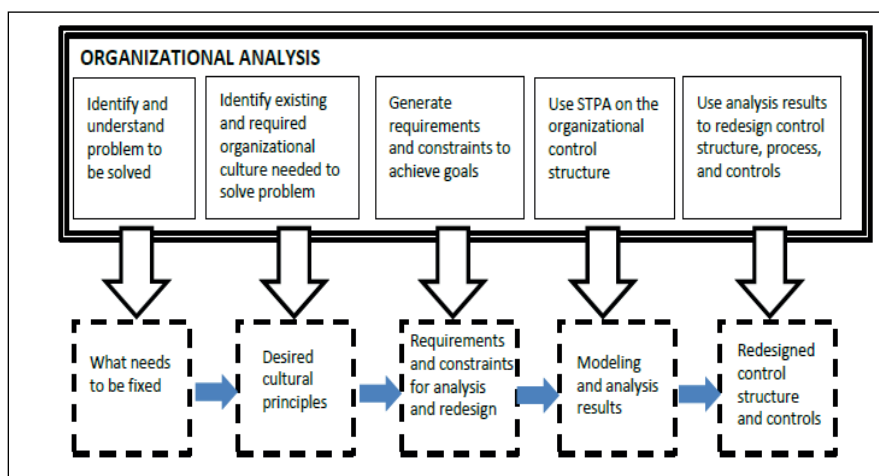 ORGANIZATIONAL ANALYSIS
Identify and
understand
problem to
be solved
Identify existing
and required
organizational
culture needed to
solve problem
Generate
requirements
and constraints to
achieve goals
Use STPA on the
organizational
control
structure
Use analysis results
to redesign control
structure, process,
and controls
What needs
to be fixed
Desired
cultural
principles
Requirements
and constraints
for analysis
and redesign
Modeling
and analysis
results
Redesigned
control
structure
and controls